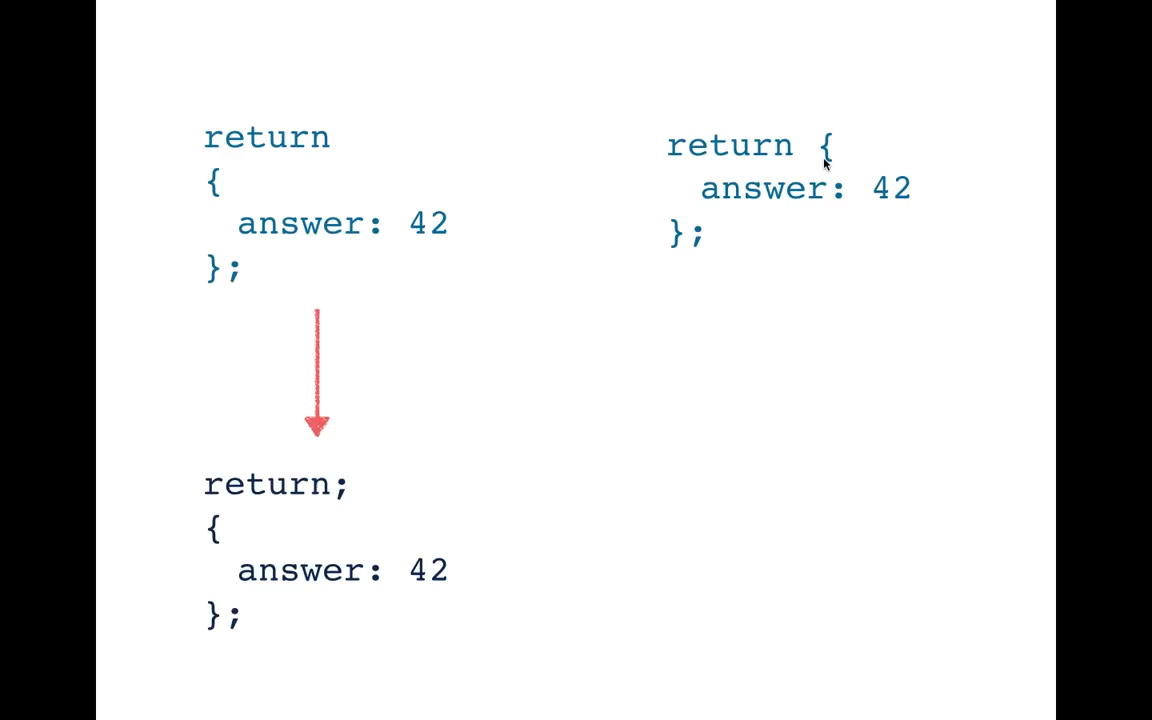 return
{
  answer: 42
};
return {
  answer: 42
};
return;
{
  answer: 42
};